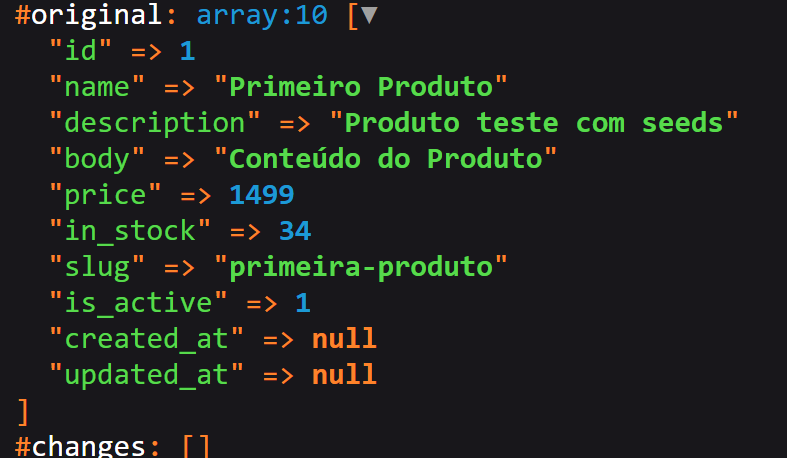 #original: array:10 [▼
"id" => 1
"name" => "Primeiro Produto"
"description" => "Produto teste com seeds"
"body" => "Conteúdo do Produto"
"price" => 1499
"in_stock" => 34
"slug" => "primeira-produto"
"is_active" => 1
"created_at" => null
"updated_at" => null
]
#changes: []